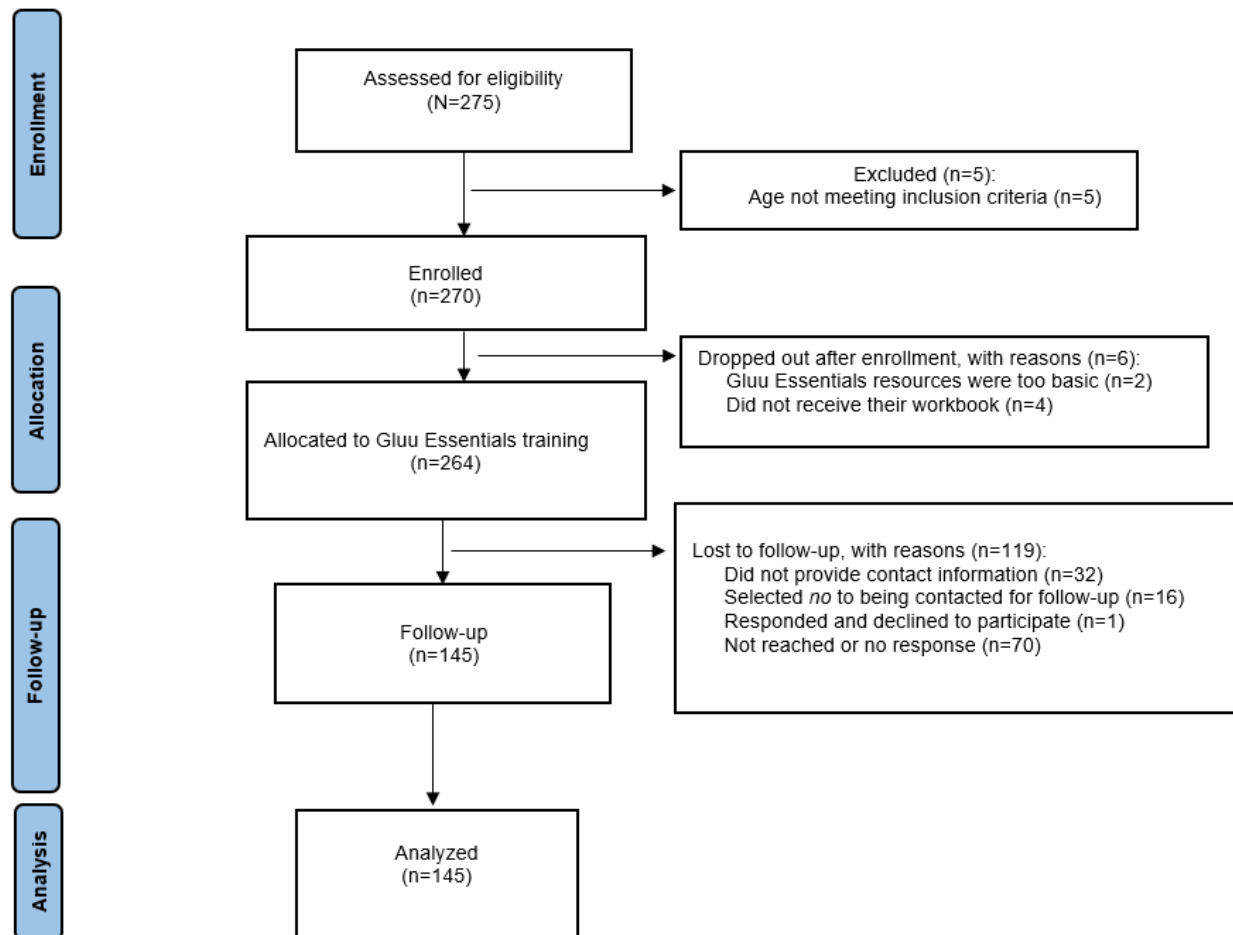 Enrollment
Assessed for eligibility
(N=275)
Excluded (n=5):
Age not meeting inclusion criteria (n=5)
Enrolled
(n=270)
Allocation
Dropped out after enrollment, with reasons (n=6):
Gluu Essentials resources were too basic (n=2)
Did not receive their workbook (n=4)
Allocated to Gluu Essentials training
(n=264)
Follow-up
Lost to follow-up, with reasons (n=119):
Did not provide contact information (n=32)
Selected no to being contacted for follow-up (n=16)
Responded and declined to participate (n=1)
Not reached or no response (n=70)
Follow-up
(n=145)
Analysis
Analyzed
(n=145)